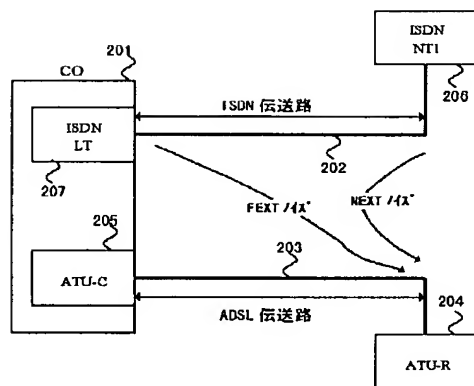 201
CO
ISDN
NT1
206
ISDN 伝送路
ISDN
LT
207
202
FEXT ノイズ
NEXT ノイズ
205
203
ATU-C
204
ADSL 伝送路
ATU-R